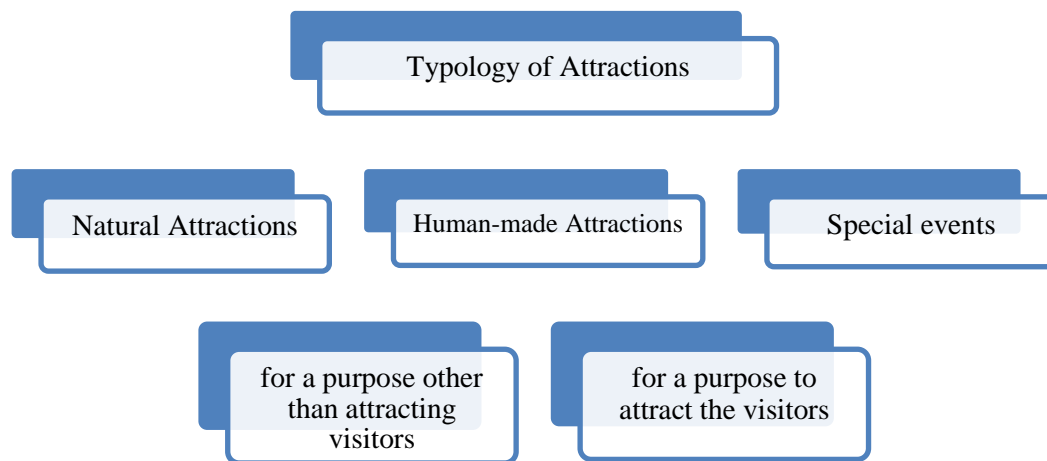 Typology of Attractions
Natural Attractions
Human-made Attractions
Special events
for a purpose other
than attracting
visitors
for a purpose to
attract the visitors